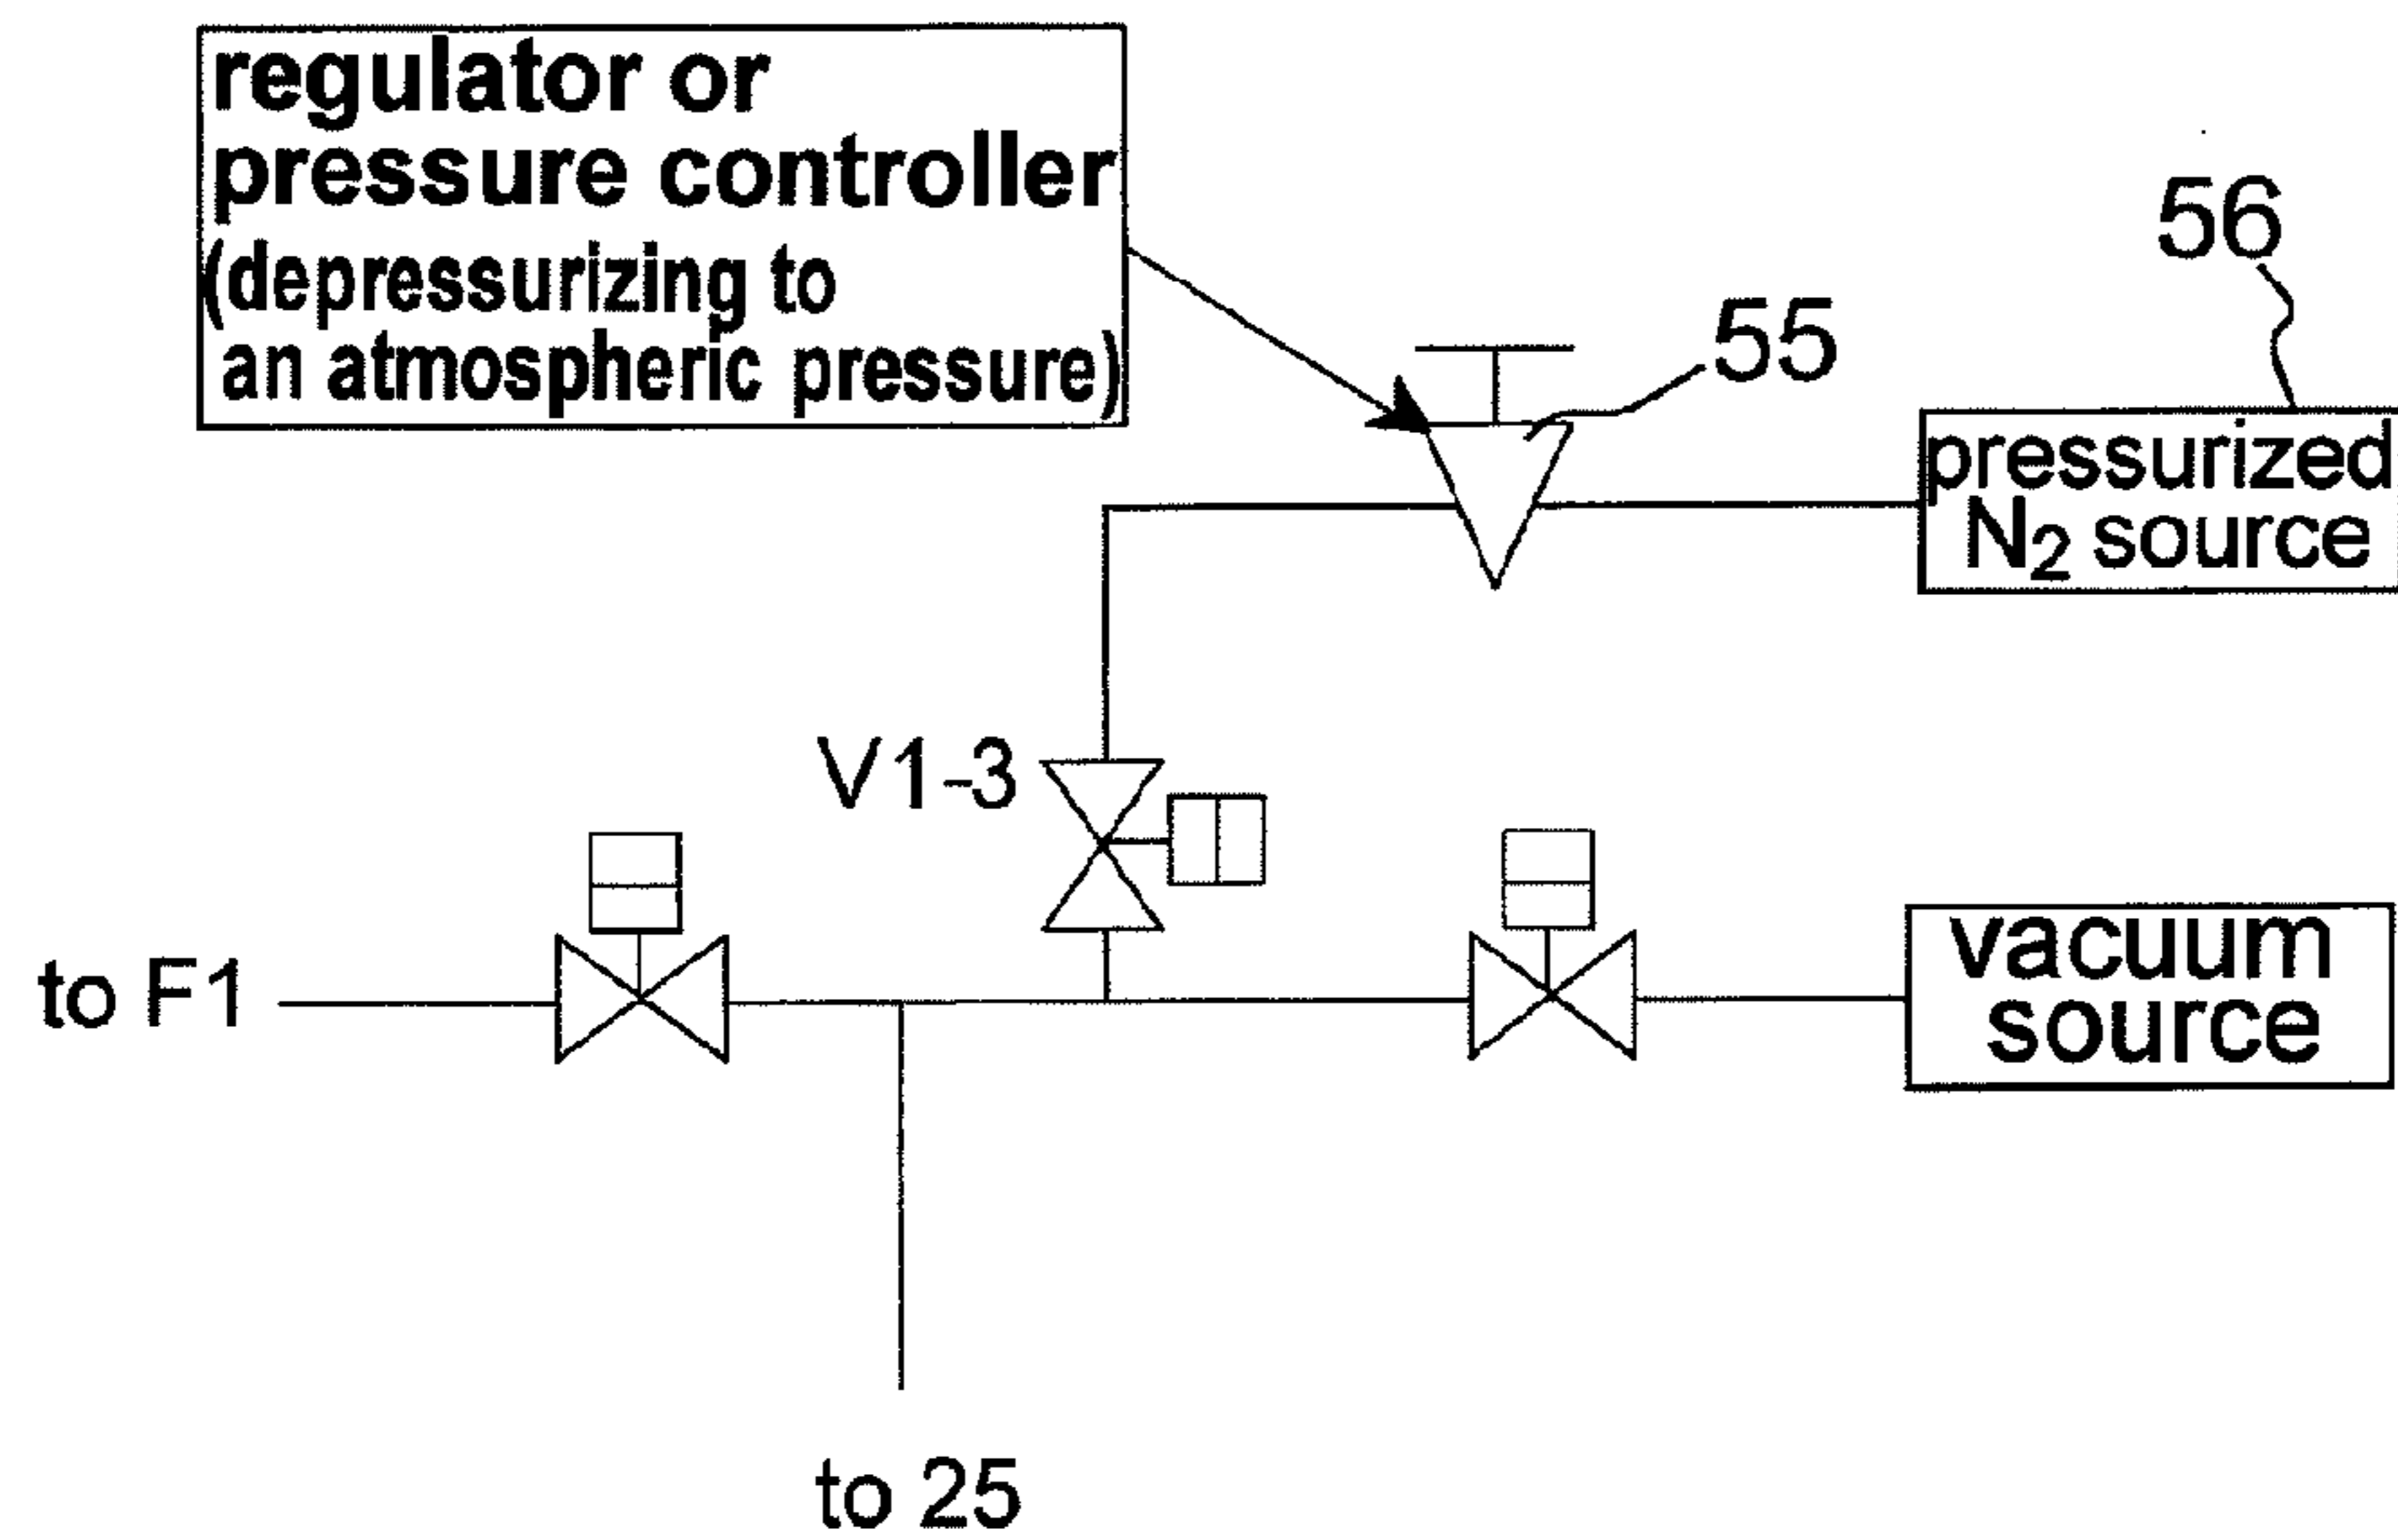 regulator or
pressure controller
(depressurizing to
an atmospheric pressure)
56
55
pressurized
N₂ source
V1-3
to F1
vacuum
source
to 25